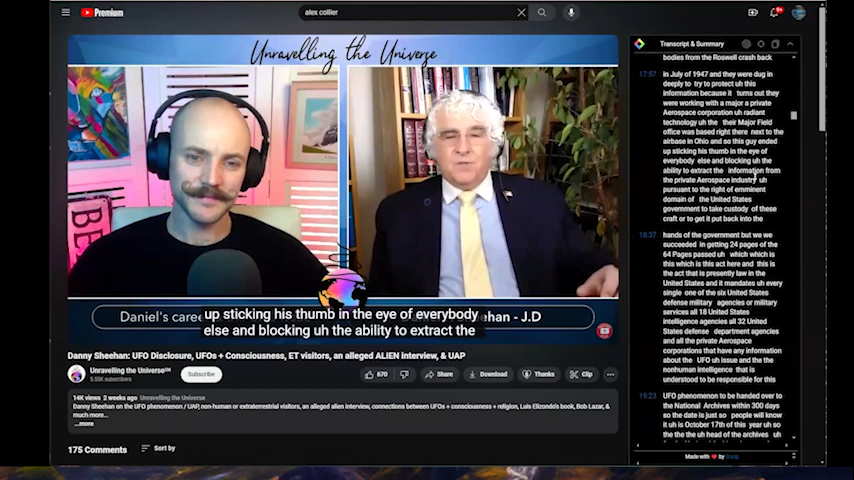 Premium
alex collier
9+
Unravelling the Universe
Daniel's caree
han - J.D
up sticking his thumb in the eye of everybody
else and blocking uh the ability to extract the
Danny Sheehan: UFO Disclosure, UFOs + Consciousness, ET visitors, an alleged ALIEN interview, & UAP
Unravelling the Universe
5.53K subscribers
Subscribe
670
Share
Download
Thanks
Clip
14K views 2 weeks ago Unravelling the Universe
Danny Sheehan on the UFO phenomenon / UAP, non-human or extraterrestrial visitors, an alleged alien interview, connections between UFOs + consciousness + religion, Luis Elizondo's book, Bob Lazar, &
much more...
...more
175 Comments
Sort by
Transcript & Summary
bodies from the Roswell crash back
17:57
in July of 1947 and they were dug in
deeply to try to protect uh this
information because it turns out they
were working with a major a private
Aerospace corporation uh radiant
technology uh the their Major Field
office was based right there next to the
airbase in Ohio and so this guy ended
up sticking his thumb in the eye of
everybody else and blocking uh the
ability to extract the information from
the private Aerospace industry uh
pursuant to the right of emminent
domain of the United States
government to take custody of these
craft or to get it put back into the
18:37
hands of the government but we we
succeeded in getting 24 pages of the
64 Pages passed uh which which is
this which is this act here and this is
the act that is presently law in the
United States and it mandates uh every
single one of the six United States
defense military agencies or military
services all 18 United States
Intelligence agencies all 32 United
States defense department agencies
and all the private Aerospace
corporations that have any information
about the UFO uh issue and the the
nonhuman intelligence that is
understood to be responsible for this
19:23
UFO phenomenon to be handed over to
the National Archives within 300 days
so the date is just so people will know
it uh is October 17th of this year uh so
the the the uh head of the archives uh
Made with ❤ by